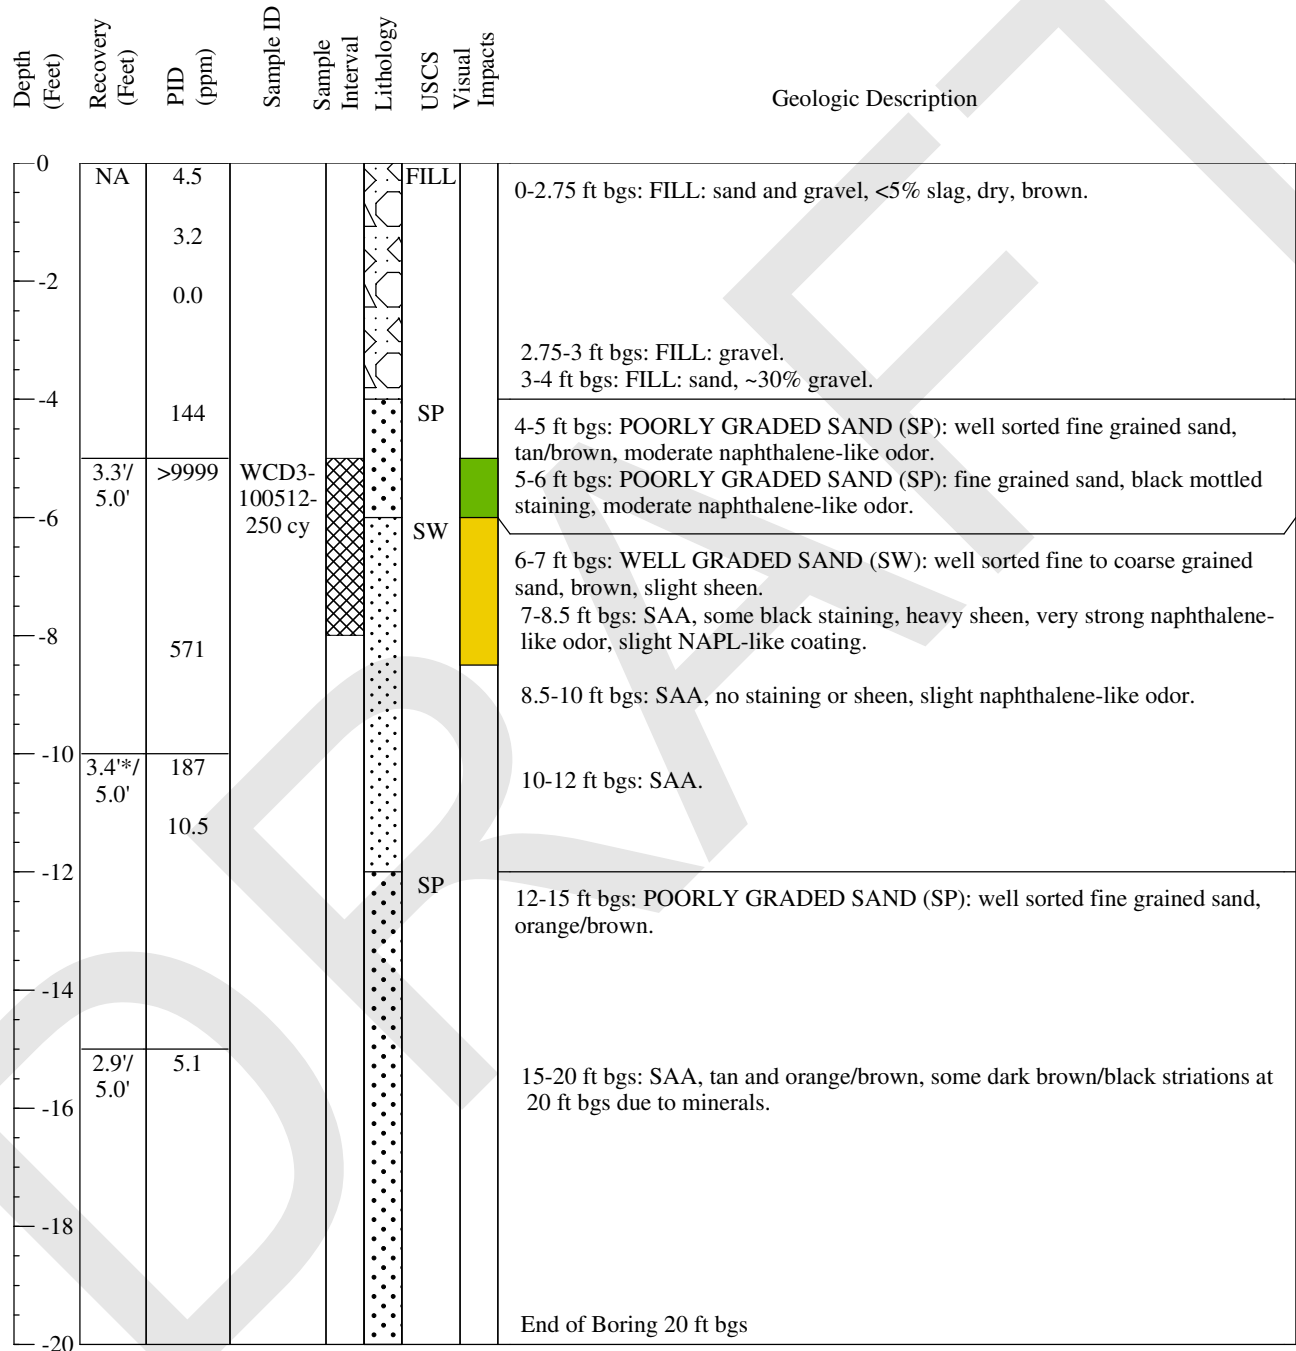 Depth
(Feet)
Recovery
(Feet)
PID
(ppm)
Sample ID
Sample
Interval
Lithology
USCS
Visual
Impacts
Geologic Description
0
NA
4.5
FILL
0-2.75 ft bgs: FILL: sand and gravel, <5% slag, dry, brown.
3.2
-2
0.0
2.75-3 ft bgs: FILL: gravel.
3-4 ft bgs: FILL: sand, ~30% gravel.
-4
144
SP
4-5 ft bgs: POORLY GRADED SAND (SP): well sorted fine grained sand,
tan/brown, moderate naphthalene-like odor.
3.3'/
5.0'
>9999
WCD3-
100512-
250 cy
5-6 ft bgs: POORLY GRADED SAND (SP): fine grained sand, black mottled
staining, moderate naphthalene-like odor.
-6
SW
6-7 ft bgs: WELL GRADED SAND (SW): well sorted fine to coarse grained
sand, brown, slight sheen.
7-8.5 ft bgs: SAA, some black staining, heavy sheen, very strong naphthalene-
like odor, slight NAPL-like coating.
-8
571
8.5-10 ft bgs: SAA, no staining or sheen, slight naphthalene-like odor.
-10
3.4'*/
5.0'
187
10-12 ft bgs: SAA.
10.5
-12
SP
12-15 ft bgs: POORLY GRADED SAND (SP): well sorted fine grained sand,
orange/brown.
-14
2.9'/
5.0'
5.1
15-20 ft bgs: SAA, tan and orange/brown, some dark brown/black striations at
20 ft bgs due to minerals.
-16
-18
End of Boring 20 ft bgs
-20
DRAFT